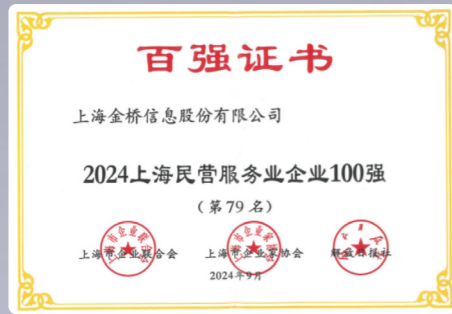 百强证书
上海金桥信息股份有限公司
2024上海民营服务业企业100强
（第79名）
上海市企业联合会 上海市企业家协会 解放日报社
2024年9月